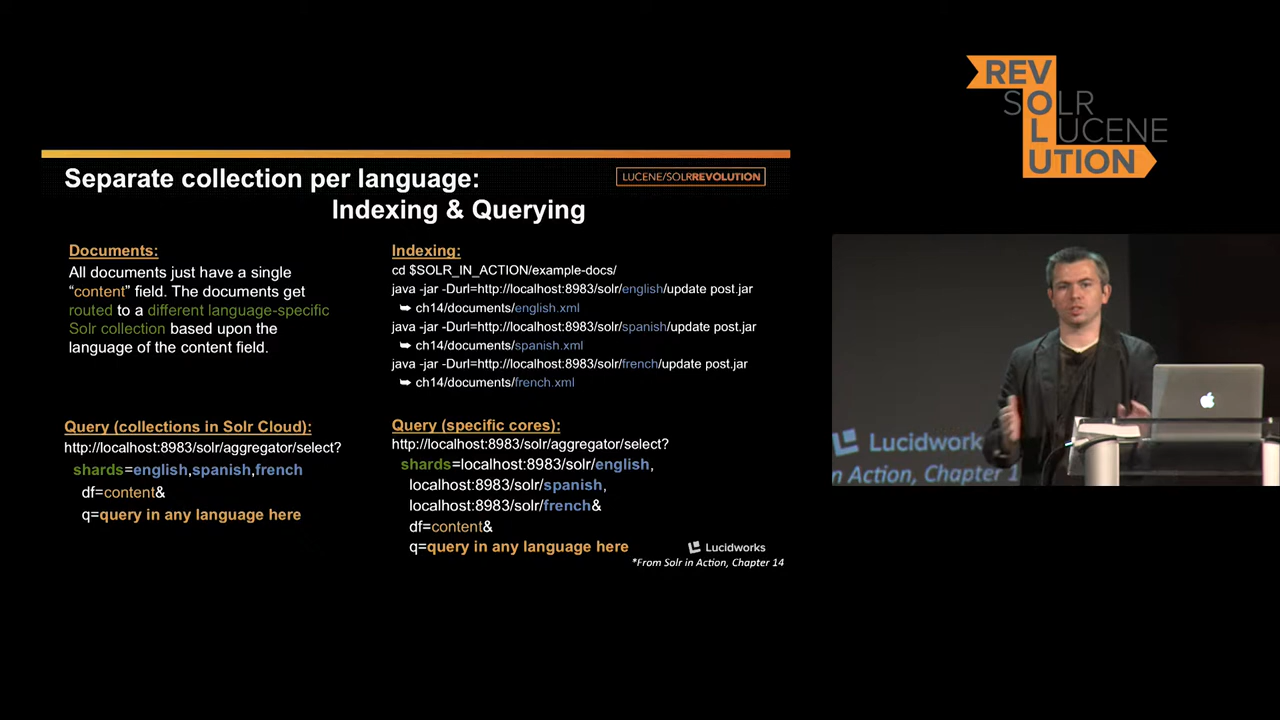 REV
SOLR
LUCENE
UTION
Separate collection per language:
Indexing & Querying
LUCENE/SOLRREVOLUTION
Documents:
All documents just have a single
“content” field. The documents get
routed to a different language-specific
Solr collection based upon the
language of the content field.
Indexing:
cd $SOLR_IN_ACTION/example-docs/
java -jar -Durl=http://localhost:8983/solr/english/update post.jar
➥ ch14/documents/english.xml
java -jar -Durl=http://localhost:8983/solr/spanish/update post.jar
➥ ch14/documents/spanish.xml
java -jar -Durl=http://localhost:8983/solr/french/update post.jar
➥ ch14/documents/french.xml
Query (collections in Solr Cloud):
http://localhost:8983/solr/aggregator/select?
shards=english,spanish,french
df=content&
q=query in any language here
Query (specific cores):
http://localhost:8983/solr/aggregator/select?
shards=localhost:8983/solr/english,
localhost:8983/solr/spanish,
localhost:8983/solr/french&
df=content&
q=query in any language here
Lucidworks
*From Solr in Action, Chapter 14
Lucidworks
in Action, Chapter 1